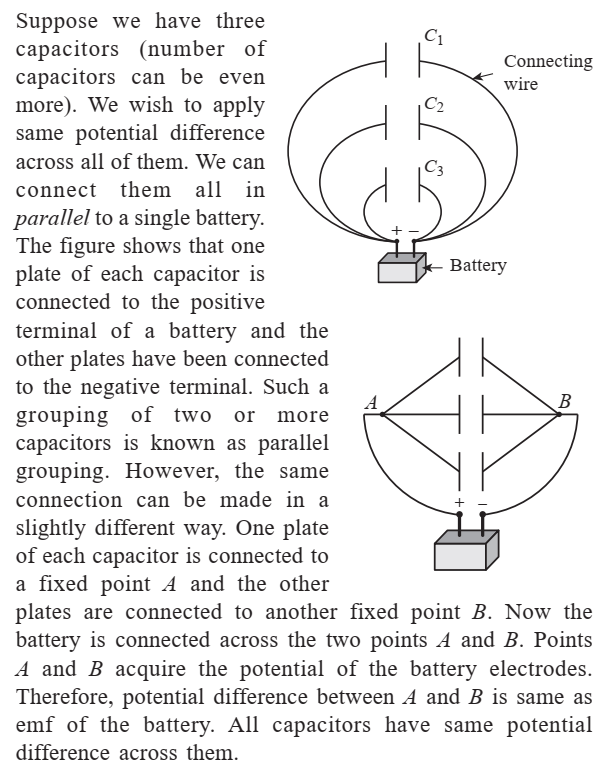 Suppose we have three
capacitors (number of
capacitors can be even
more). We wish to apply
same potential difference
across all of them. We can
connect them all in
parallel to a single battery.
The figure shows that one
plate of each capacitor is
connected to the positive
terminal of a battery and the
other plates have been connected
to the negative terminal. Such a
grouping of two or more
capacitors is known as parallel
grouping. However, the same
connection can be made in a
slightly different way. One plate
of each capacitor is connected to
a fixed point A and the other
plates are connected to another fixed point B. Now the
battery is connected across the two points A and B. Points
A and B acquire the potential of the battery electrodes.
Therefore, potential difference between A and B is same as
emf of the battery. All capacitors have same potential
difference across them.
C₁
Connecting
wire
C₂
C₃
+ −
Battery
A
B
+ −